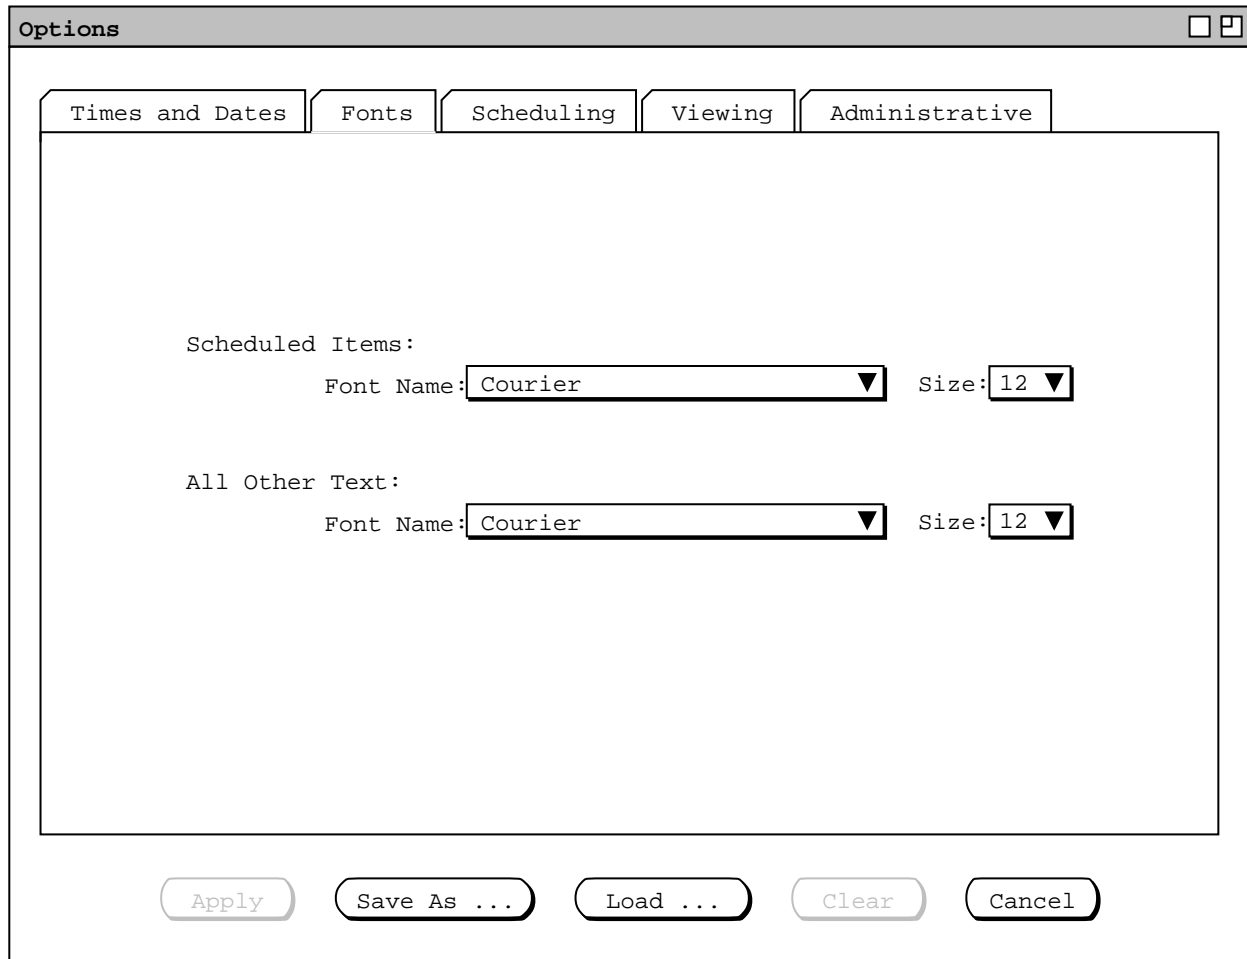 Options
Times and Dates Fonts Scheduling Viewing Administrative
Scheduled Items:
Font Name: Courier Size: 12
All Other Text:
Font Name: Courier Size: 12
Apply Save As ... Load ... Clear Cancel